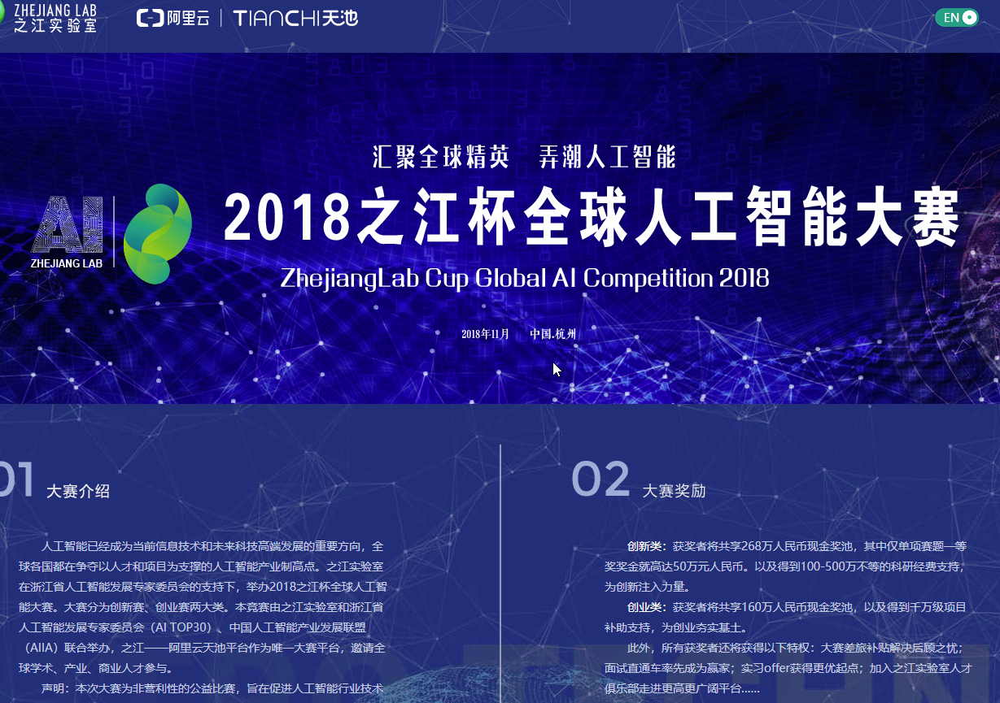 ZHEJIANG LAB
之江实验室
阿里云 | TIANCHI天池
EN
汇聚全球精英 弄潮人工智能
2018之江杯全球人工智能大赛
AI
ZHEJIANG LAB
ZhejiangLab Cup Global AI Competition 2018
2018年11月 中国.杭州
01 大赛介绍
人工智能已经成为当前信息技术和未来科技高端发展的重要方向，全
球各国都在争夺以人才和项目为支撑的人工智能产业制高点。之江实验室
在浙江省人工智能发展专家委员会的支持下，举办2018之江杯全球人工智
能大赛。大赛分为创新赛、创业赛两大类。本竞赛由之江实验室和浙江省
人工智能发展专家委员会（AI TOP30）、中国人工智能产业发展联盟
（AIIA）联合举办，之江——阿里云天池平台作为唯一大赛平台，邀请全
球学术、产业、商业人才参与。
声明：本次大赛为非营利性的公益比赛，旨在促进人工智能行业技术
02 大赛奖励
创新类：获奖者将共享268万人民币现金奖池，其中仅单项赛题一等
奖奖金就高达50万元人民币。以及得到100-500万不等的科研经费支持，
为创新注入力量。
创业类：获奖者将共享160万人民币现金奖池，以及得到千万级项目
补助支持，为创业夯实基土。
此外，所有获奖者还将获得以下特权：大赛差旅补贴解决后顾之忧；
面试直通车率先成为赢家；实习offer获得更优起点；加入之江实验室人才
俱乐部走进更高更广阔平台......